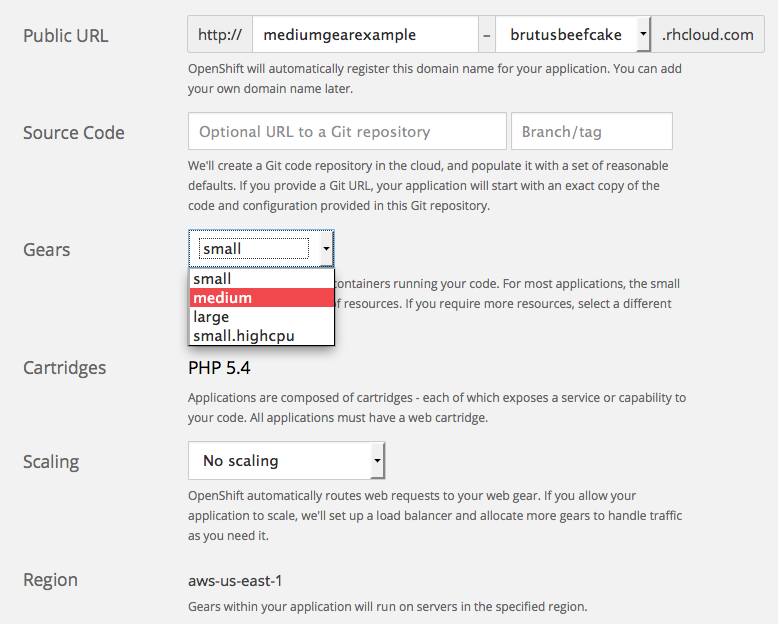 Public URL
http:// mediumgearexample – brutusbeefcake .rhcloud.com
OpenShift will automatically register this domain name for your application. You can add
your own domain name later.
Source Code
Optional URL to a Git repository Branch/tag
We'll create a Git code repository in the cloud, and populate it with a set of reasonable
defaults. If you provide a Git URL, your application will start with an exact copy of the
code and configuration provided in this Git repository.
Gears
small
small
medium
large
small.highcpu
containers running your code. For most applications, the small
of resources. If you require more resources, select a different
Cartridges
PHP 5.4
Applications are composed of cartridges - each of which exposes a service or capability to
your code. All applications must have a web cartridge.
Scaling
No scaling
OpenShift automatically routes web requests to your web gear. If you allow your
application to scale, we'll set up a load balancer and allocate more gears to handle traffic
as you need it.
Region
aws-us-east-1
Gears within your application will run on servers in the specified region.